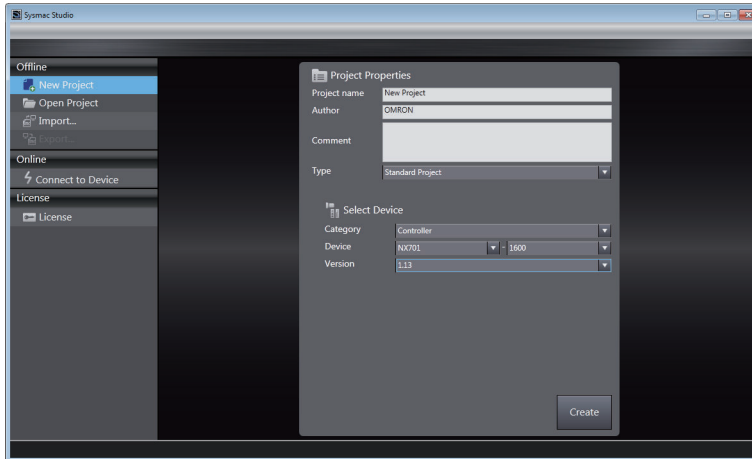 Sysmac Studio
Offline
New Project
Open Project
Import...
Export...
Online
Connect to Device
License
License
Project Properties
Project name New Project
Author OMRON
Comment
Type Standard Project
Select Device
Category Controller
Device NX701 - 1600
Version 1.13
Create